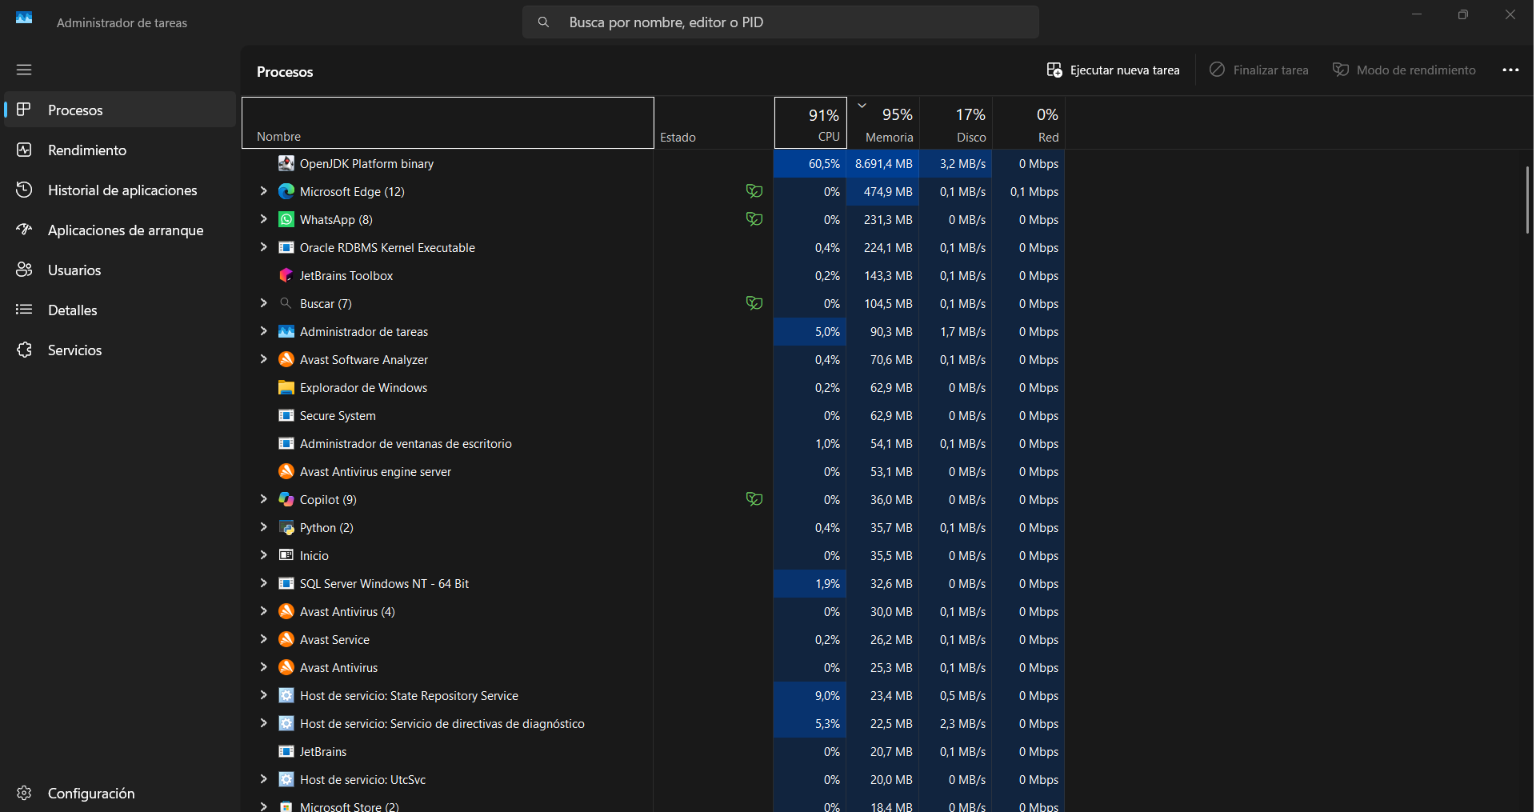 Administrador de tareas
Busca por nombre, editor o PID
Procesos
Ejecutar nueva tarea
Finalizar tarea
Modo de rendimiento
Procesos
Rendimiento
Historial de aplicaciones
Aplicaciones de arranque
Usuarios
Detalles
Servicios
Configuración
91% 95% 17% 0%
Nombre Estado CPU Memoria Disco Red
OpenJDK Platform binary 60,5% 8.691,4 MB 3,2 MB/s 0 Mbps
Microsoft Edge (12) 0% 474,9 MB 0,1 MB/s 0,1 Mbps
WhatsApp (8) 0% 231,3 MB 0 MB/s 0 Mbps
Oracle RDBMS Kernel Executable 0,4% 224,1 MB 0,1 MB/s 0 Mbps
JetBrains Toolbox 0,2% 143,3 MB 0,1 MB/s 0 Mbps
Buscar (7) 0% 104,5 MB 0,1 MB/s 0 Mbps
Administrador de tareas 5,0% 90,3 MB 1,7 MB/s 0 Mbps
Avast Software Analyzer 0,4% 70,6 MB 0,1 MB/s 0 Mbps
Explorador de Windows 0,2% 62,9 MB 0 MB/s 0 Mbps
Secure System 0% 62,9 MB 0 MB/s 0 Mbps
Administrador de ventanas de escritorio 1,0% 54,1 MB 0,1 MB/s 0 Mbps
Avast Antivirus engine server 0% 53,1 MB 0 MB/s 0 Mbps
Copilot (9) 0% 36,0 MB 0 MB/s 0 Mbps
Python (2) 0,4% 35,7 MB 0,1 MB/s 0 Mbps
Inicio 0% 35,5 MB 0 MB/s 0 Mbps
SQL Server Windows NT - 64 Bit 1,9% 32,6 MB 0 MB/s 0 Mbps
Avast Antivirus (4) 0% 30,0 MB 0,1 MB/s 0 Mbps
Avast Service 0,2% 26,2 MB 0,1 MB/s 0 Mbps
Avast Antivirus 0% 25,3 MB 0,1 MB/s 0 Mbps
Host de servicio: State Repository Service 9,0% 23,4 MB 0,5 MB/s 0 Mbps
Host de servicio: Servicio de directivas de diagnóstico 5,3% 22,5 MB 2,3 MB/s 0 Mbps
JetBrains 0% 20,7 MB 0,1 MB/s 0 Mbps
Host de servicio: UtcSvc 0% 20,0 MB 0 MB/s 0 Mbps
Microsoft Store (2) 0% 18,4 MB 0 MB/s 0 Mbps